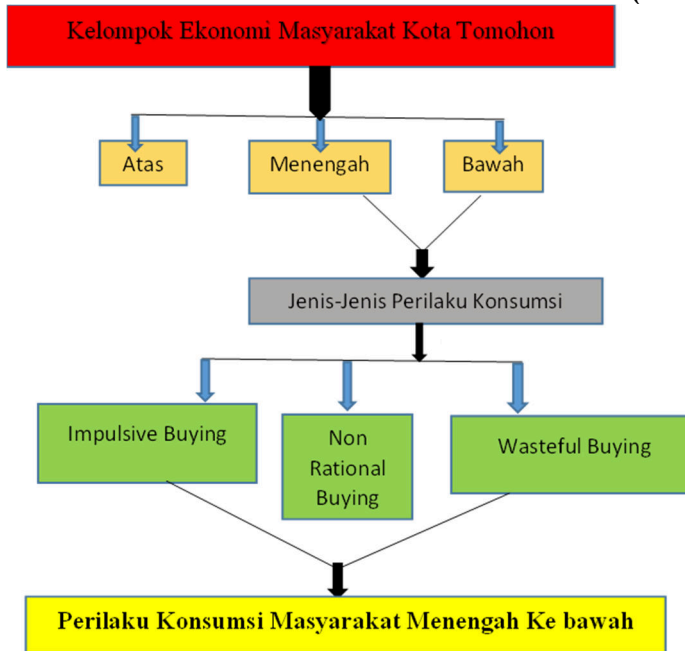 (
Kelompok Ekonomi Masyarakat Kota Tomohon
Atas
Menengah
Bawah
Jenis-Jenis Perilaku Konsumsi
Impulsive Buying
Non
Rational
Buying
Wasteful Buying
Perilaku Konsumsi Masyarakat Menengah Ke bawah